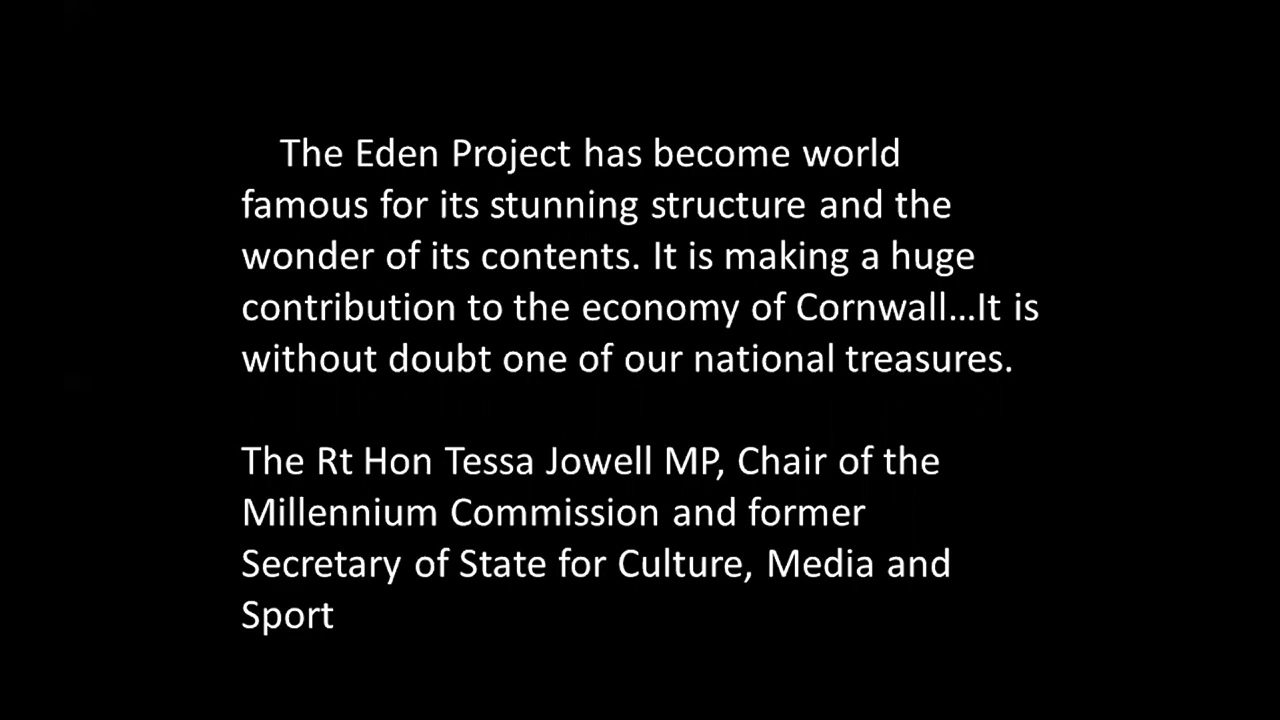 The Eden Project has become world
famous for its stunning structure and the
wonder of its contents. It is making a huge
contribution to the economy of Cornwall…It is
without doubt one of our national treasures.
The Rt Hon Tessa Jowell MP, Chair of the
Millennium Commission and former
Secretary of State for Culture, Media and
Sport